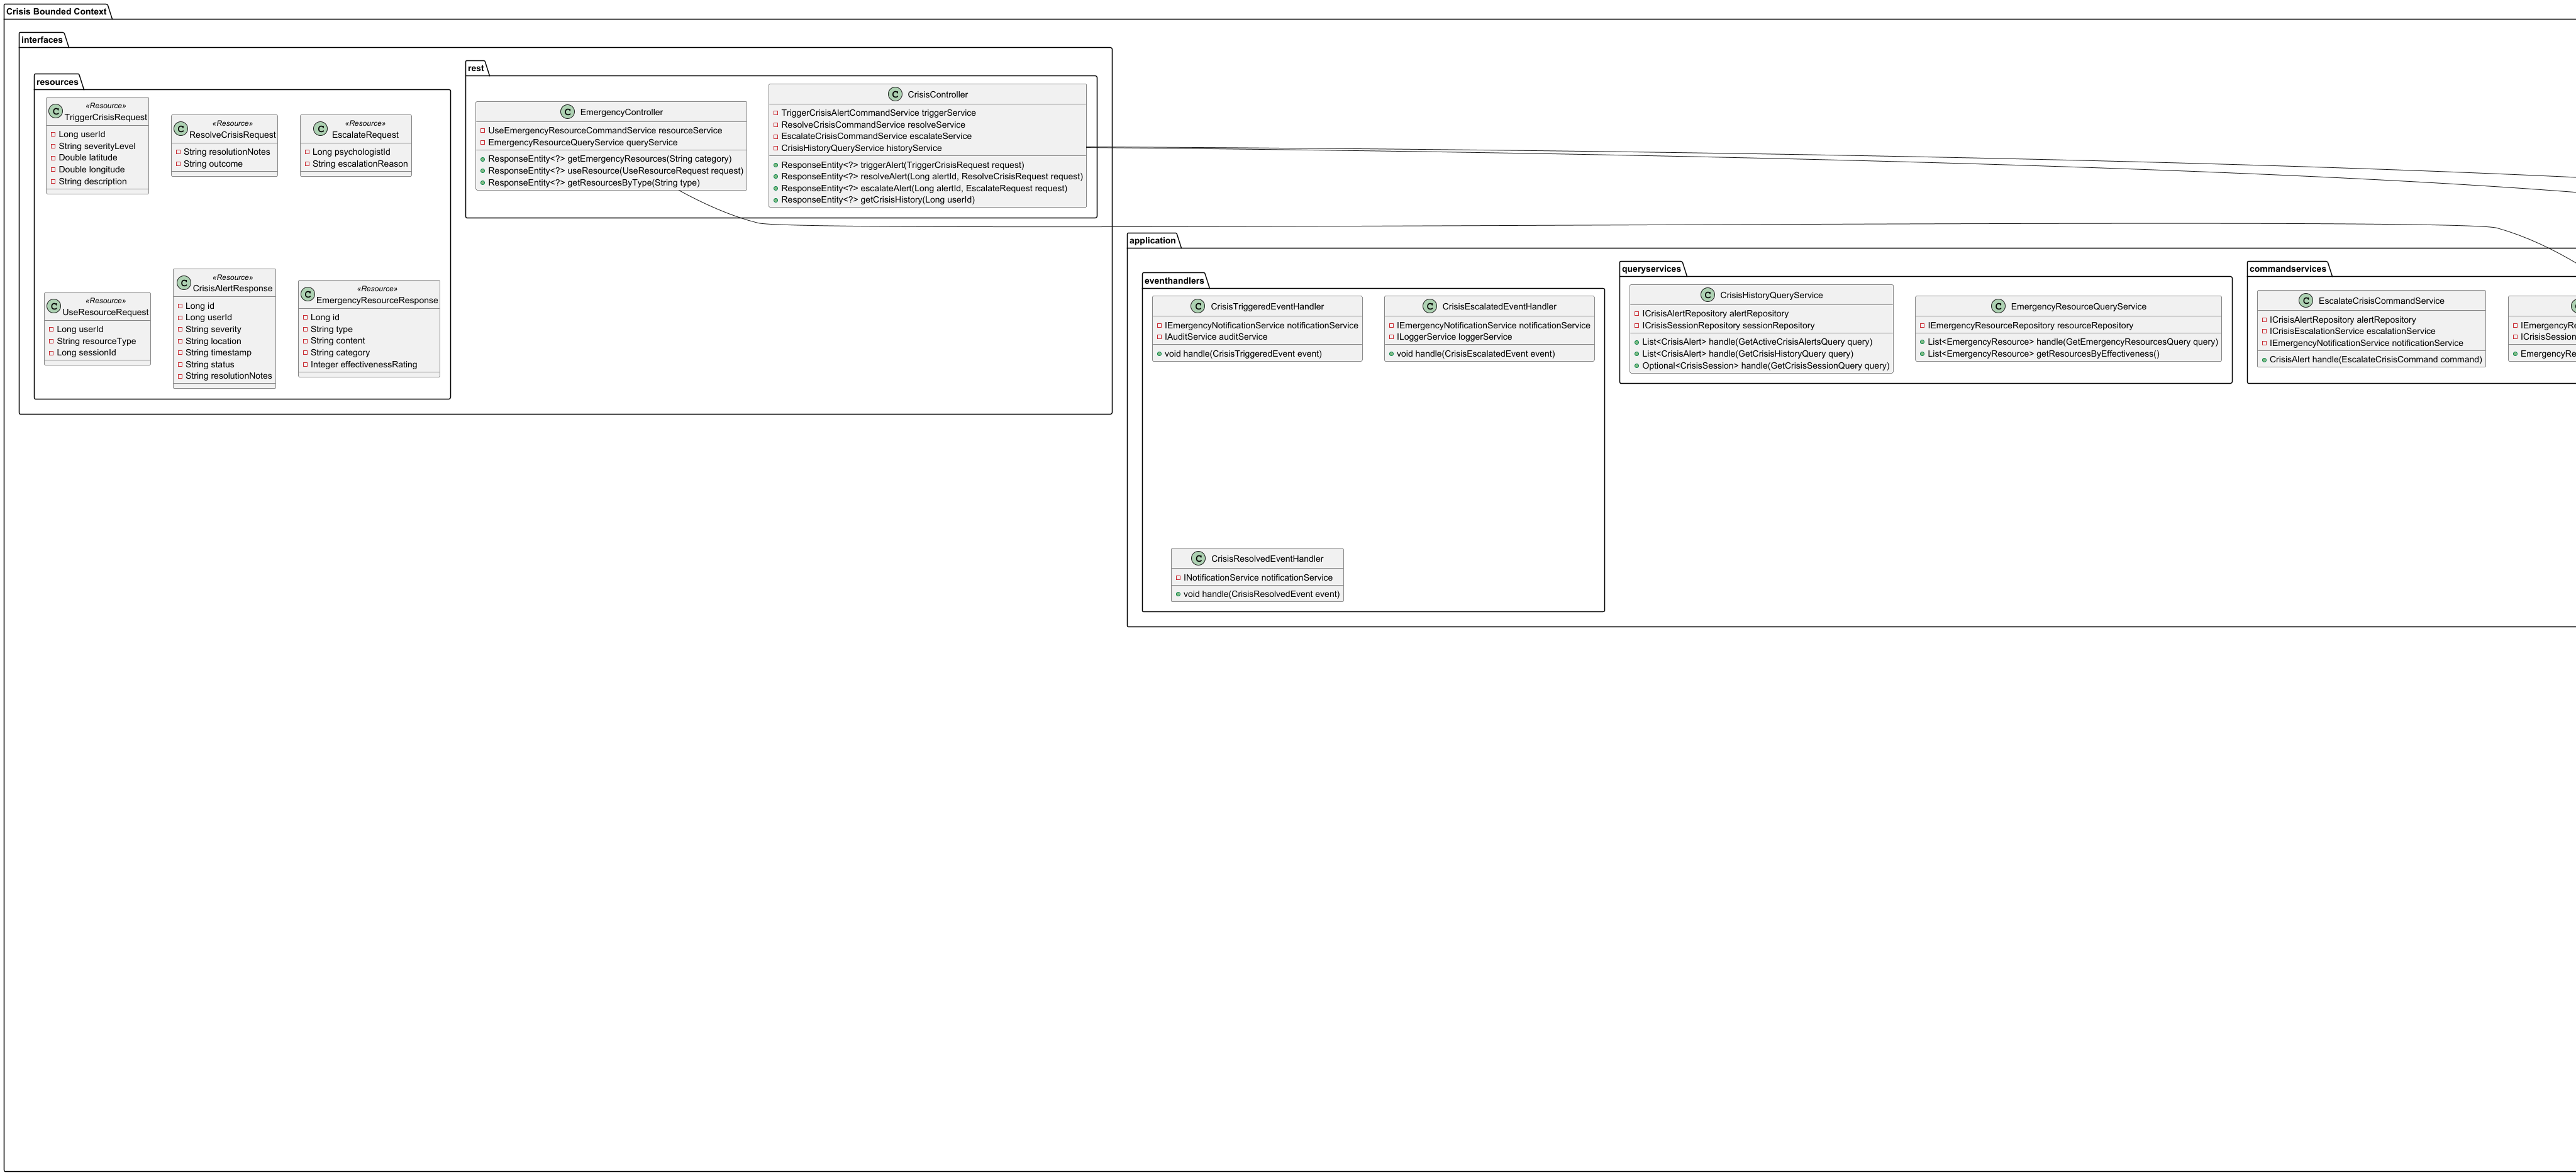 Crisis Bounded Context
interfaces
resources
«Resource»
TriggerCrisisRequest
Long userId
String severityLevel
Double latitude
Double longitude
String description
«Resource»
ResolveCrisisRequest
String resolutionNotes
String outcome
«Resource»
EscalateRequest
Long psychologistId
String escalationReason
«Resource»
UseResourceRequest
Long userId
String resourceType
Long sessionId
«Resource»
CrisisAlertResponse
Long id
Long userId
String severity
String location
String timestamp
String status
String resolutionNotes
«Resource»
EmergencyResourceResponse
Long id
String type
String content
String category
Integer effectivenessRating
rest
EmergencyController
UseEmergencyResourceCommandService resourceService
EmergencyResourceQueryService queryService
ResponseEntity<?> getEmergencyResources(String category)
ResponseEntity<?> useResource(UseResourceRequest request)
ResponseEntity<?> getResourcesByType(String type)
CrisisController
TriggerCrisisAlertCommandService triggerService
ResolveCrisisCommandService resolveService
EscalateCrisisCommandService escalateService
CrisisHistoryQueryService historyService
ResponseEntity<?> triggerAlert(TriggerCrisisRequest request)
ResponseEntity<?> resolveAlert(Long alertId, ResolveCrisisRequest request)
ResponseEntity<?> escalateAlert(Long alertId, EscalateRequest request)
ResponseEntity<?> getCrisisHistory(Long userId)
application
eventhandlers
CrisisTriggeredEventHandler
IEmergencyNotificationService notificationService
IAuditService auditService
void handle(CrisisTriggeredEvent event)
CrisisEscalatedEventHandler
IEmergencyNotificationService notificationService
ILoggerService loggerService
void handle(CrisisEscalatedEvent event)
CrisisResolvedEventHandler
INotificationService notificationService
void handle(CrisisResolvedEvent event)
queryservices
CrisisHistoryQueryService
ICrisisAlertRepository alertRepository
ICrisisSessionRepository sessionRepository
List<CrisisAlert> handle(GetActiveCrisisAlertsQuery query)
List<CrisisAlert> handle(GetCrisisHistoryQuery query)
Optional<CrisisSession> handle(GetCrisisSessionQuery query)
EmergencyResourceQueryService
IEmergencyResourceRepository resourceRepository
List<EmergencyResource> handle(GetEmergencyResourcesQuery query)
List<EmergencyResource> getResourcesByEffectiveness()
commandservices
EscalateCrisisCommandService
ICrisisAlertRepository alertRepository
ICrisisEscalationService escalationService
IEmergencyNotificationService notificationService
CrisisAlert handle(EscalateCrisisCommand command)
IEmergencyRe
ICrisisSession
EmergencyRe